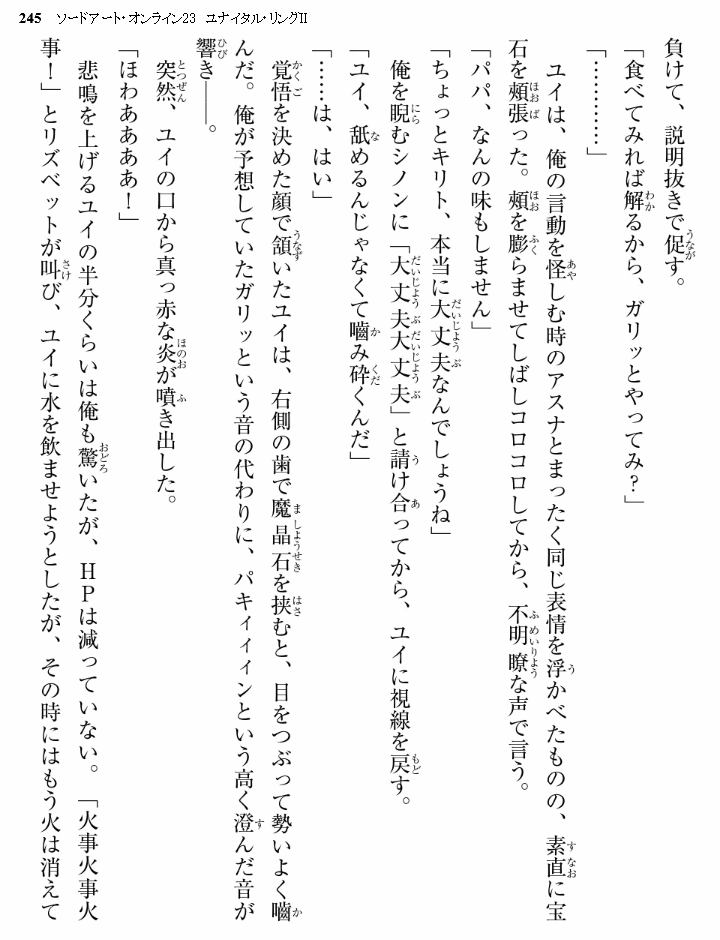 245　ソードアート・オンライン23　ユナイタル・リングⅡ
負けて、説明抜きで促す。
「食べてみれば解るから、ガリッとやってみ？」
「…………」
ユイは、俺の言動を怪しむ時のアスナとまったく同じ表情を浮かべたものの、素直に宝
石を頰張った。頰を膨らませてしばしコロコロしてから、不明瞭な声で言う。
「パパ、なんの味もしません」
「ちょっとキリト、本当に大丈夫なんでしょうね」
俺を睨むシノンに「大丈夫大丈夫」と請け合ってから、ユイに視線を戻す。
「ユイ、舐めるんじゃなくて嚙み砕くんだ」
「……は、はい」
覚悟を決めた顔で頷いたユイは、右側の歯で魔晶石を挟むと、目をつぶって勢いよく嚙
んだ。俺が予想していたガリッという音の代わりに、パキィィィンという高く澄んだ音が
響き――。
突然、ユイの口から真っ赤な炎が噴き出した。
「ほわああああ！」
悲鳴を上げるユイの半分くらいは俺も驚いたが、ＨＰは減っていない。「火事火事火
事！」とリズベットが叫び、ユイに水を飲ませようとしたが、その時にはもう火は消えて